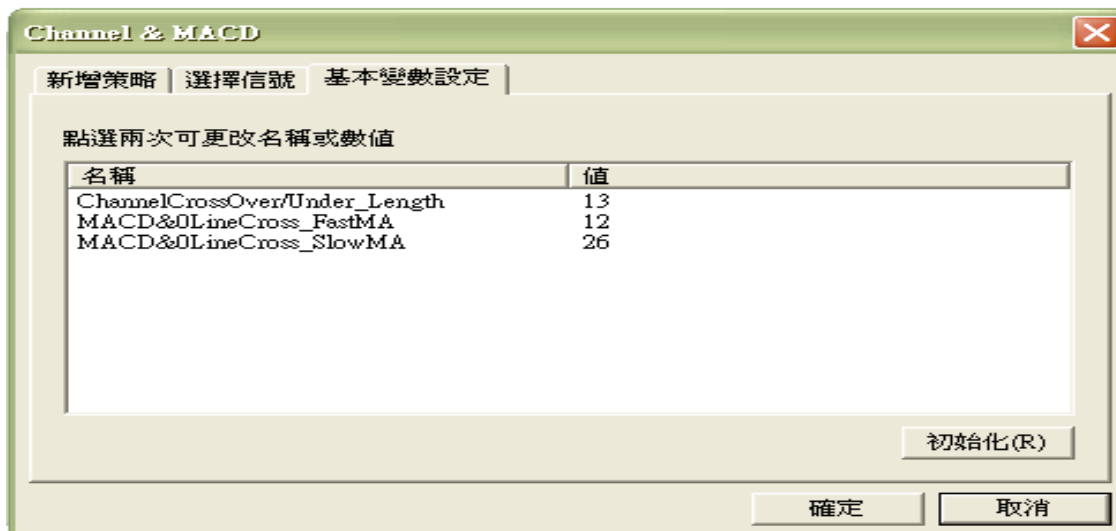 Channel & MACD
新增策略 選擇信號 基本變數設定
點選兩次可更改名稱或數值
名稱 值
ChannelCrossOver/Under_Length 13
MACD&0LineCross_FastMA 12
MACD&0LineCross_SlowMA 26
初始化(R)
確定 取消